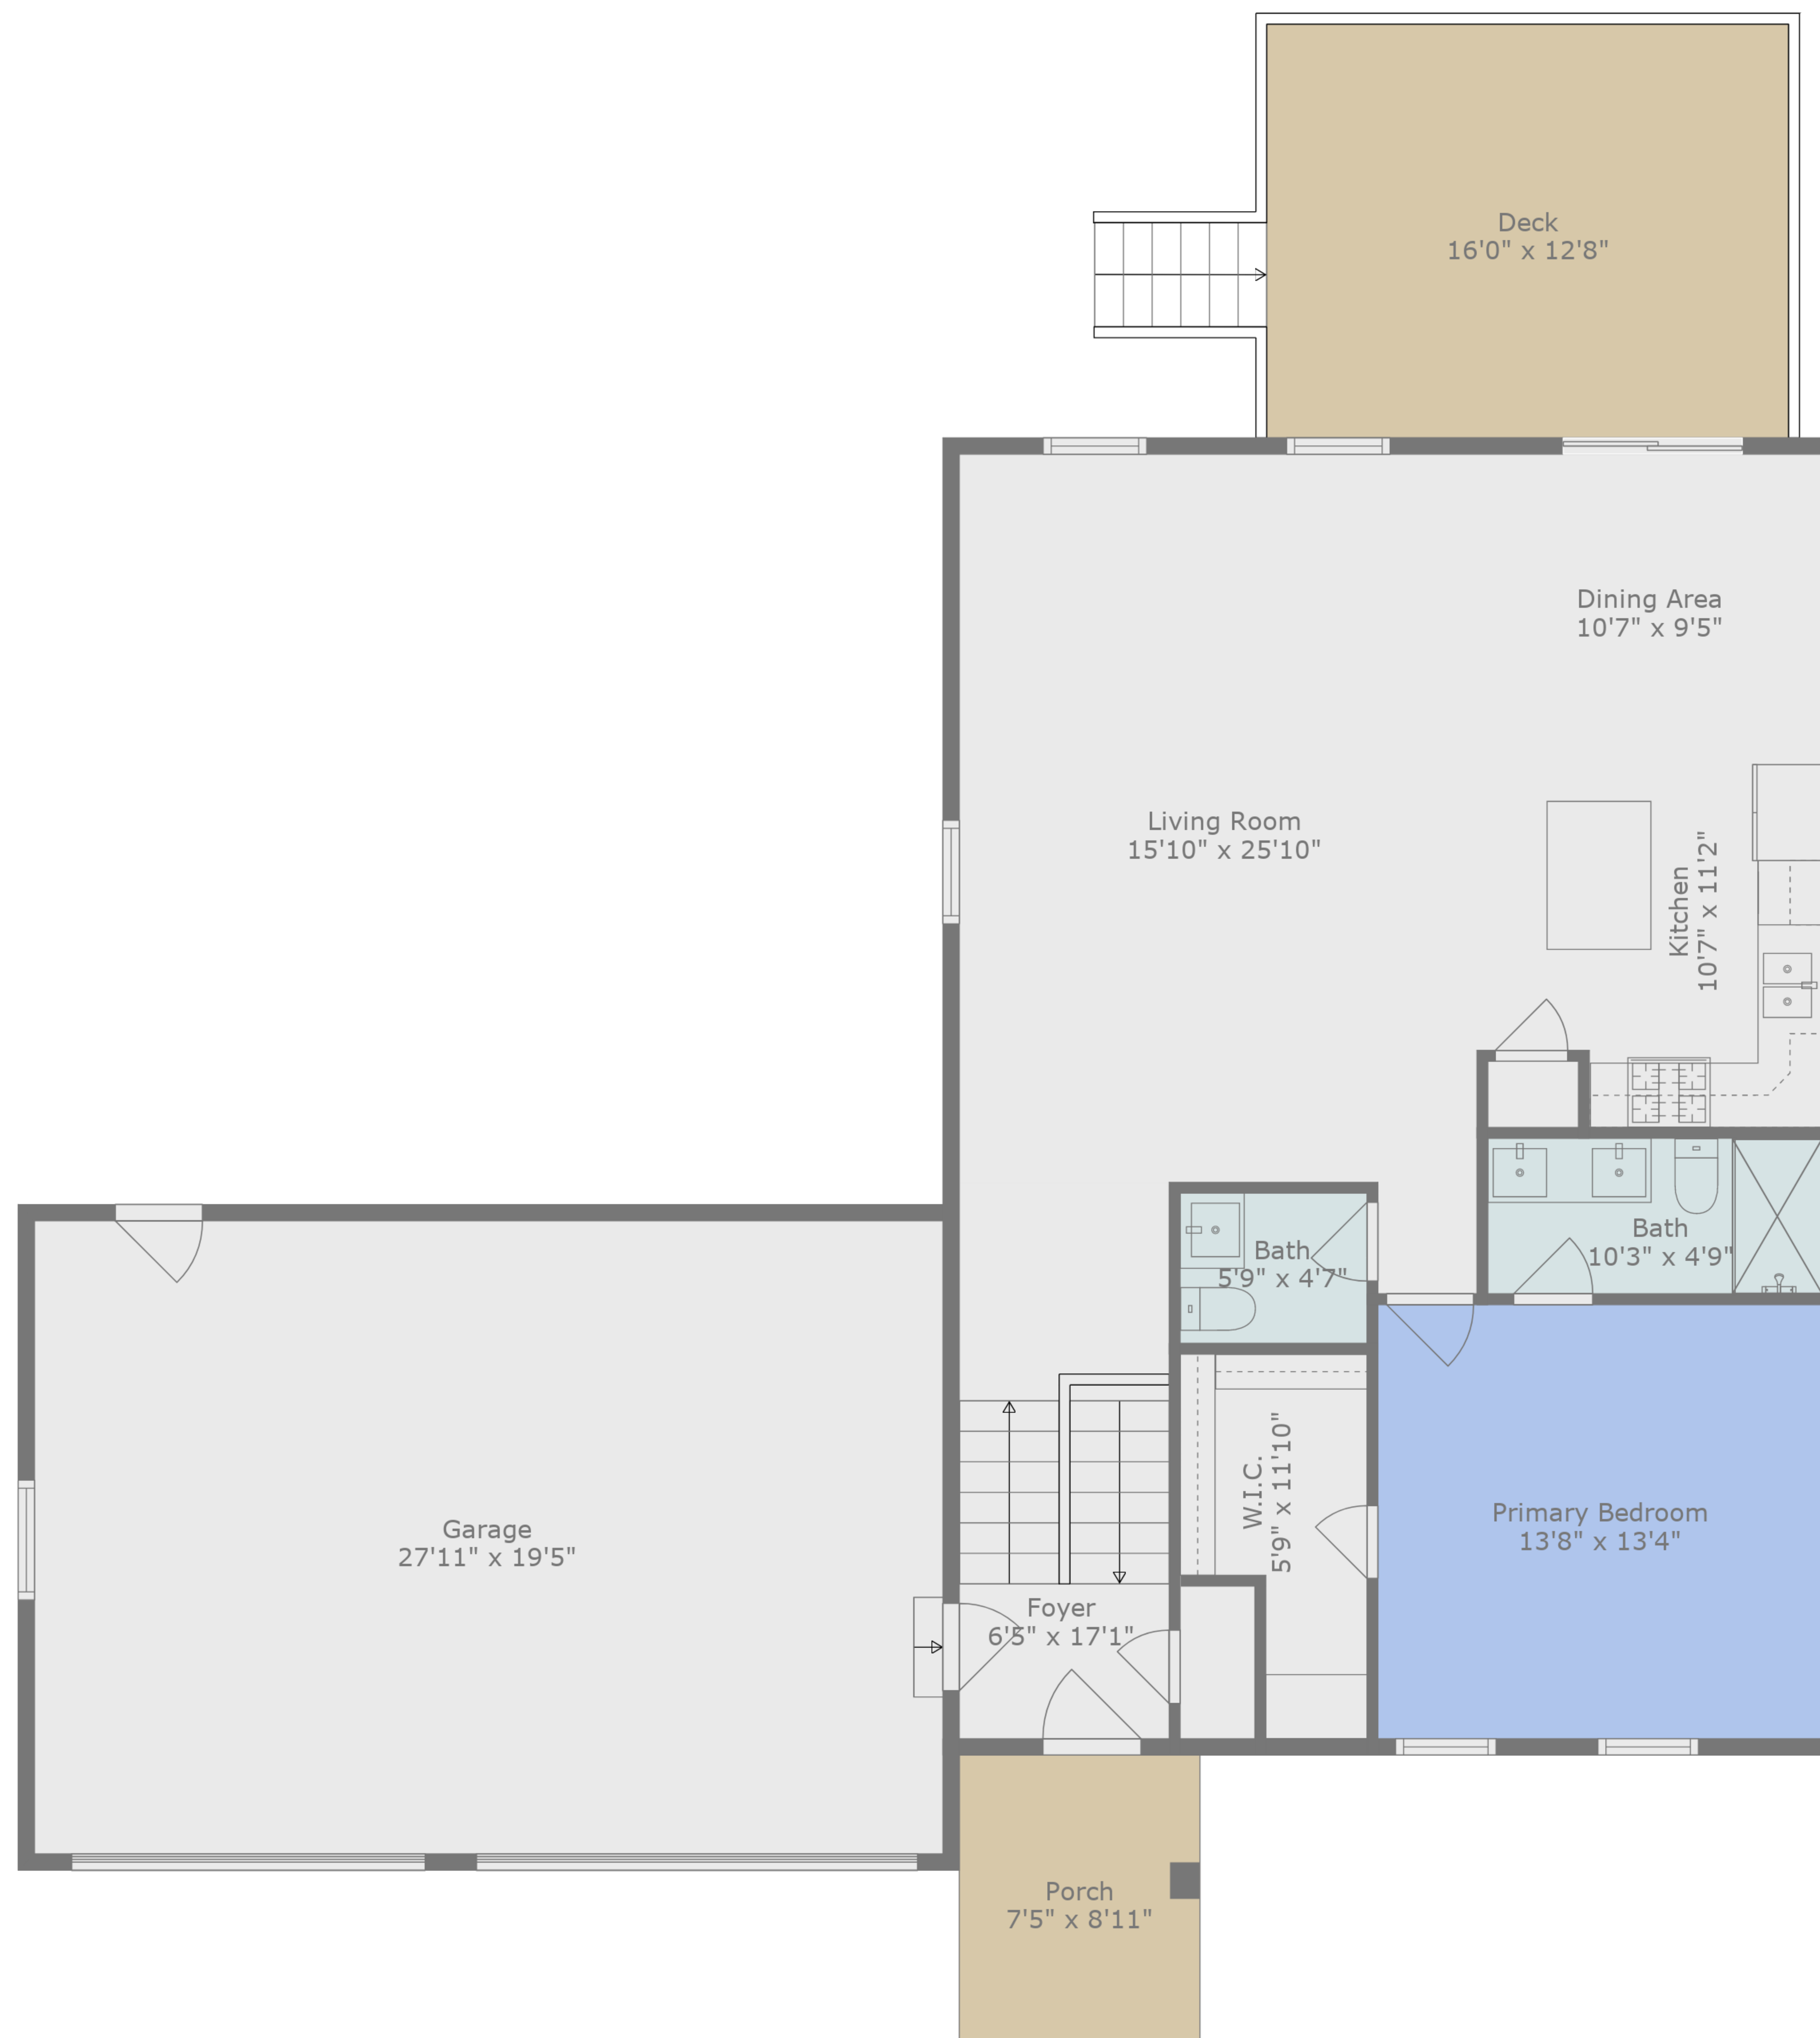 Deck
16'0" x 12'8"
Dining Area
10'7" x 9'5"
Living Room
15'10" x 25'10"
Kitchen
10'7" x 11'2"
Bath
10'3" x 4'9"
Bath
5'9" x 4'7"
W.I.C.
5'9" x 11'10"
Primary Bedroom
13'8" x 13'4"
Garage
27'11" x 19'5"
Foyer
6'5" x 17'1"
Porch
7'5" x 8'11"